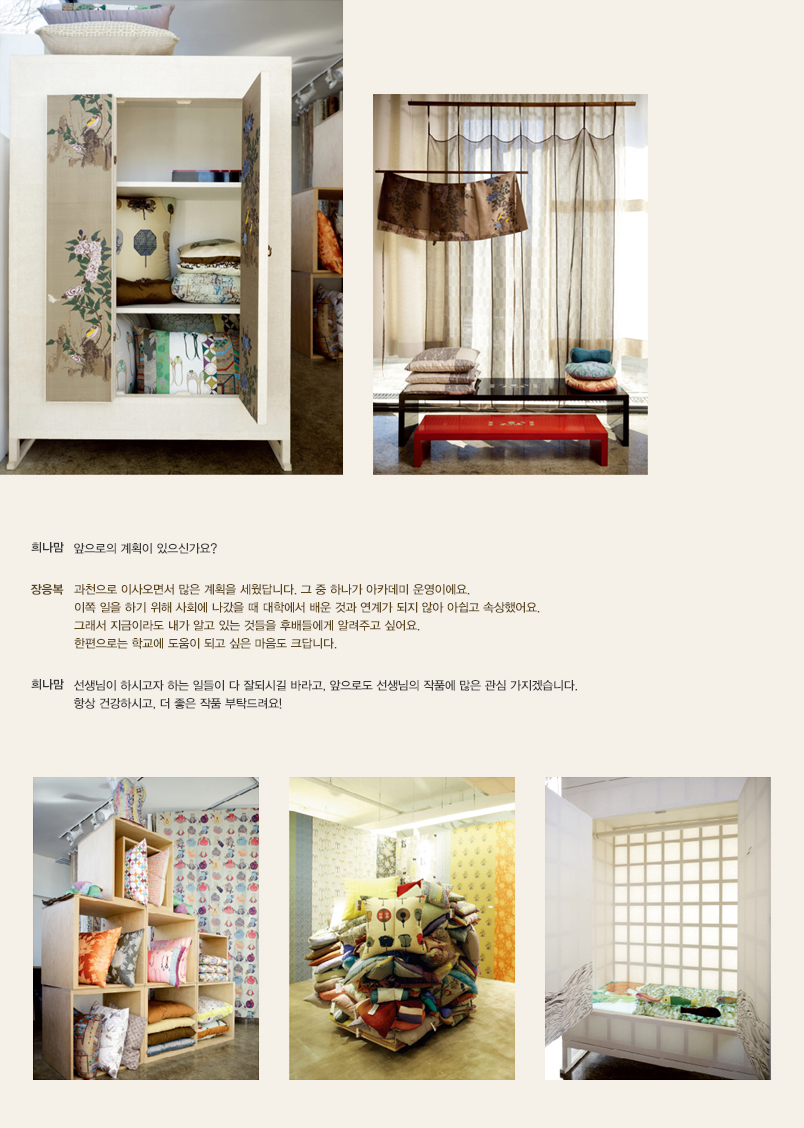 희나맘 앞으로의 계획이 있으신가요?
장응복 과천으로 이사오면서 많은 계획을 세웠답니다. 그 중 하나가 아카데미 운영이에요.
이쪽 일을 하기 위해 사회에 나갔을 때 대학에서 배운 것과 연계가 되지 않아 아쉽고 속상했어요.
그래서 지금이라도 내가 알고 있는 것들을 후배들에게 알려주고 싶어요.
한편으로는 학교에 도움이 되고 싶은 마음도 크답니다.
희나맘 선생님이 하시고자 하는 일들이 다 잘되시길 바라고, 앞으로도 선생님의 작품에 많은 관심 가지겠습니다.
항상 건강하시고, 더 좋은 작품 부탁드려요!